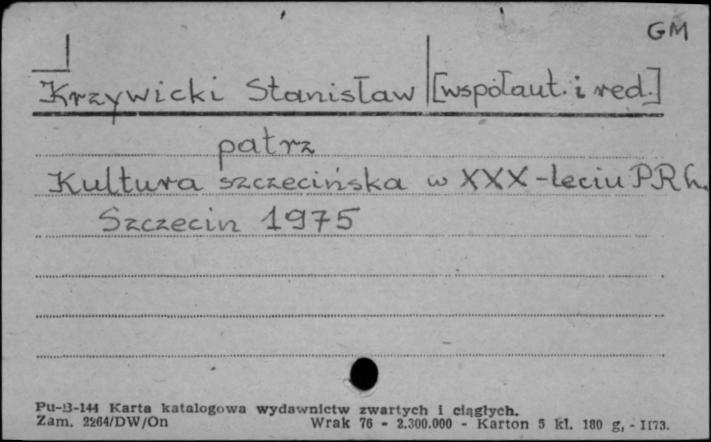 GM
Krzywicki Stanisław [współaut. i red.]
patrz
Kultura szczecińska w XXX-leciu PRL.
Szczecin 1975
Pu-B-144 Karta katalogowa wydawnictw zwartych i ciągłych.
Zam. 2264/DW/On Wrak 76 - 2.300.000 - Karton 5 kl. 180 g, - II73.